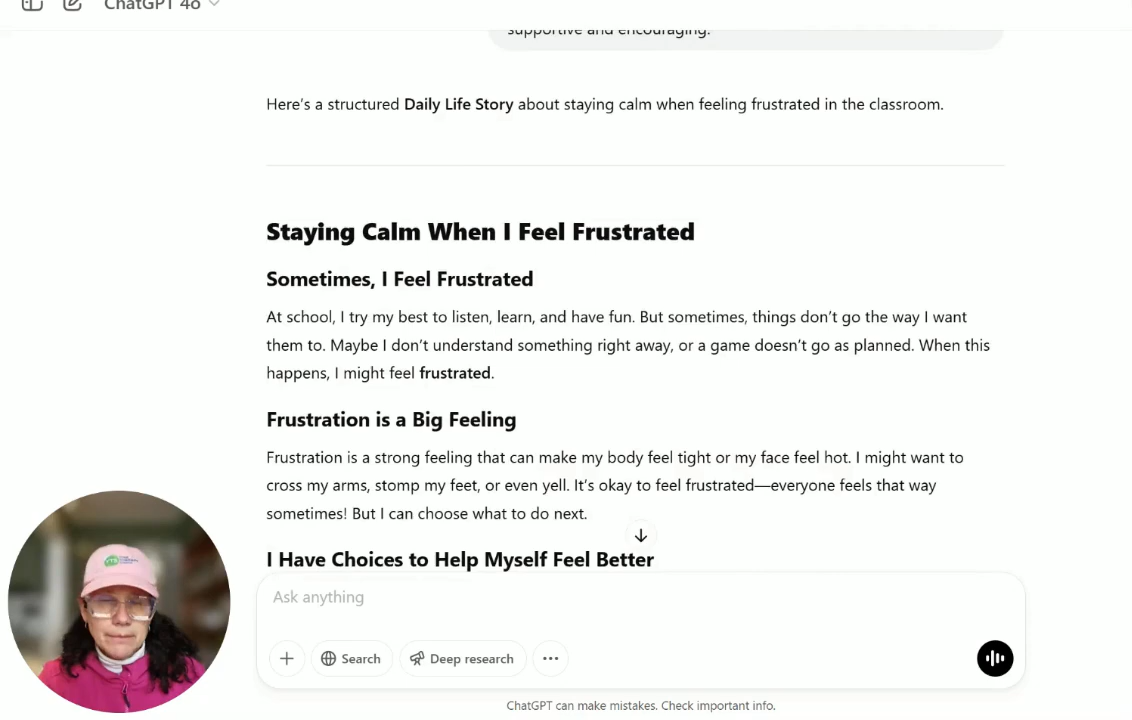 ChatGPT 4o
supportive and encouraging.
Here's a structured Daily Life Story about staying calm when feeling frustrated in the classroom.
Staying Calm When I Feel Frustrated
Sometimes, I Feel Frustrated
At school, I try my best to listen, learn, and have fun. But sometimes, things don't go the way I want
them to. Maybe I don't understand something right away, or a game doesn't go as planned. When this
happens, I might feel frustrated.
Frustration is a Big Feeling
Frustration is a strong feeling that can make my body feel tight or my face feel hot. I might want to
cross my arms, stomp my feet, or even yell. It's okay to feel frustrated—everyone feels that way
sometimes! But I can choose what to do next.
I Have Choices to Help Myself Feel Better
Ask anything
Search
Deep research
ChatGPT can make mistakes. Check important info.